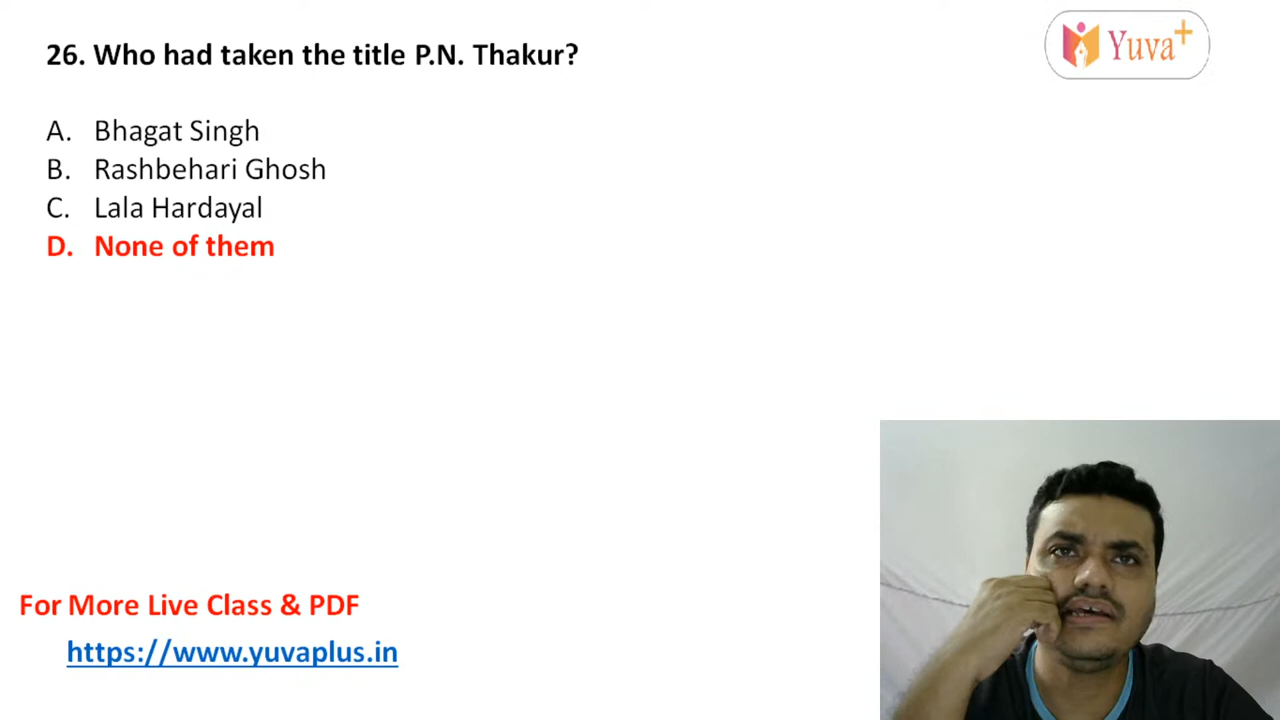 26. Who had taken the title P.N. Thakur?
Yuva+
A. Bhagat Singh
B. Rashbehari Ghosh
C. Lala Hardayal
D. None of them
For More Live Class & PDF
https://www.yuvaplus.in